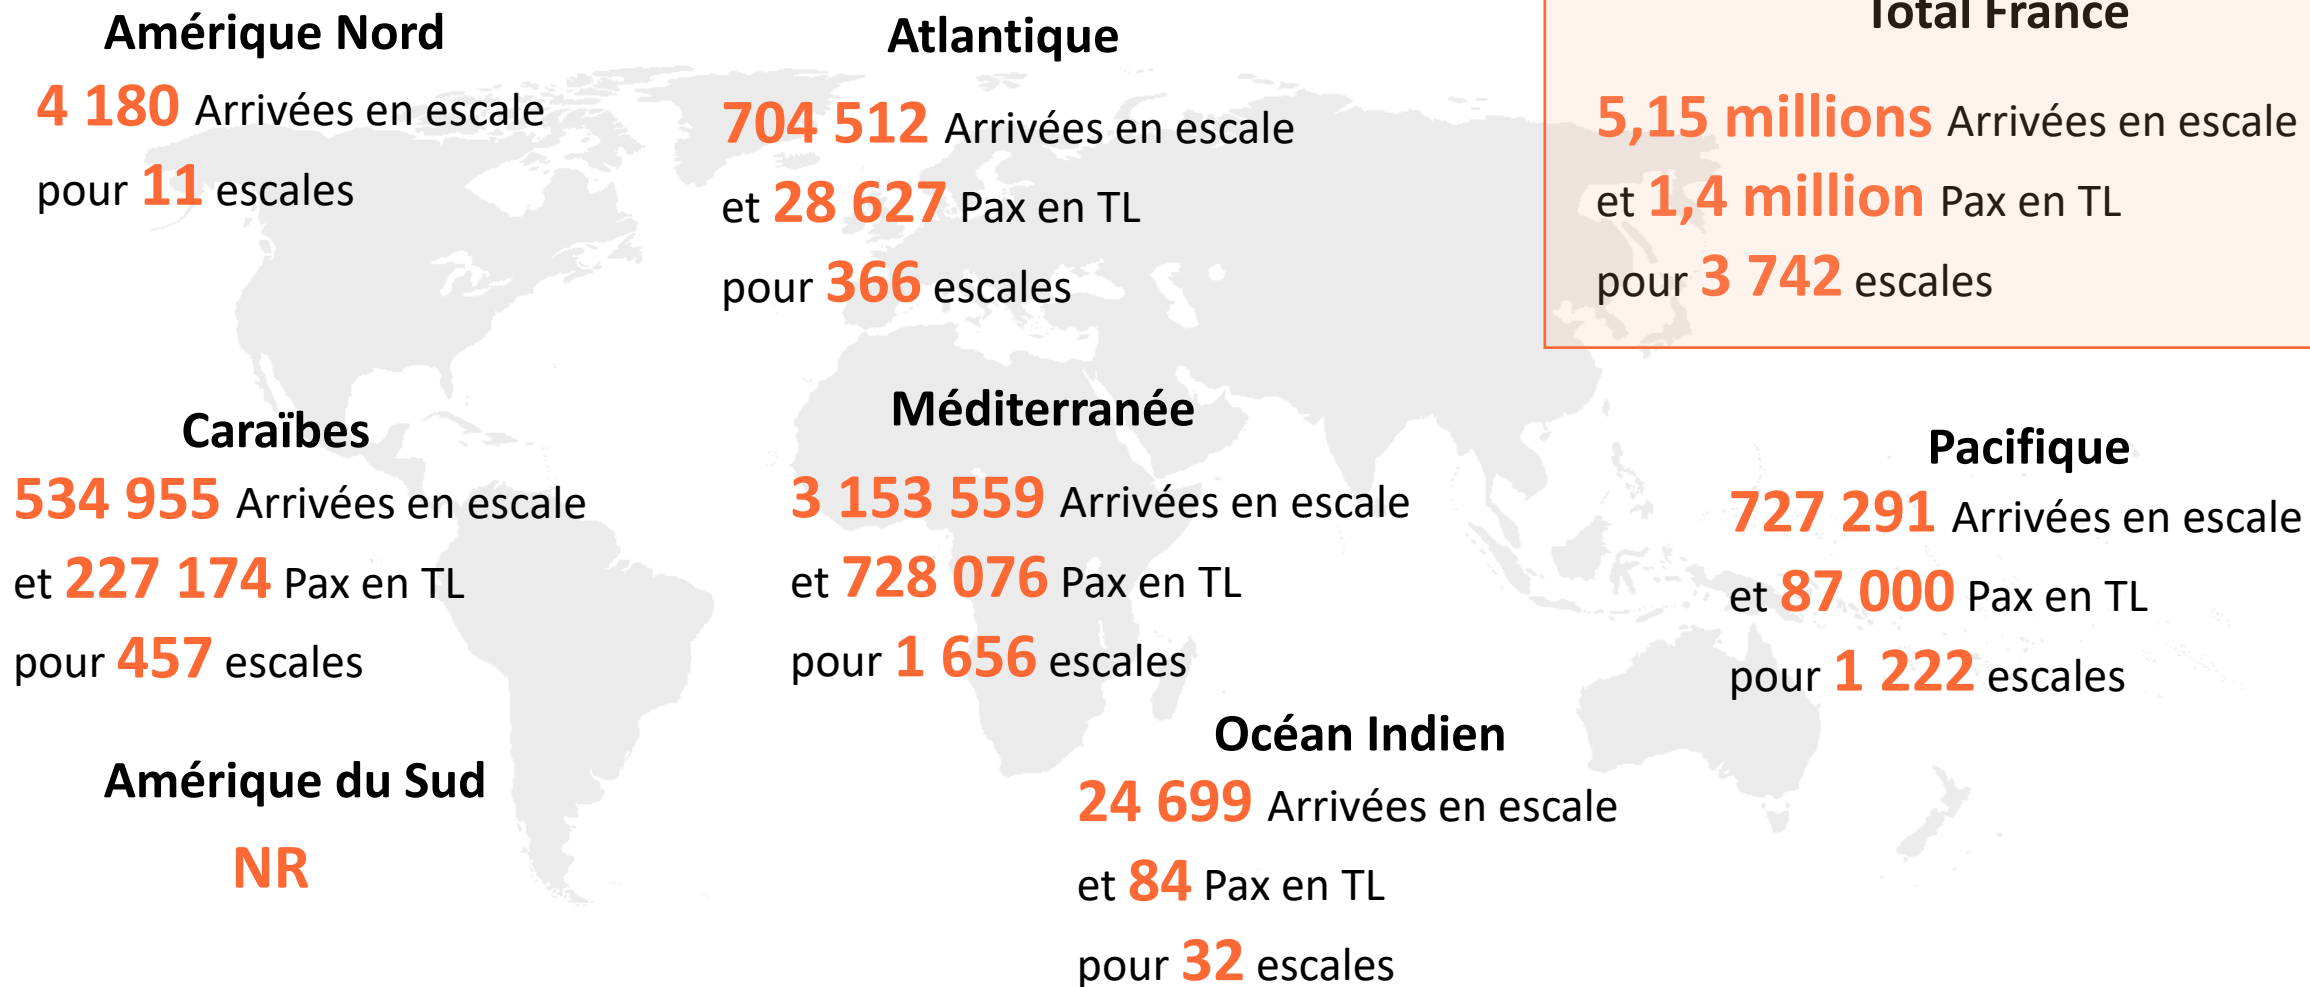 Amérique Nord
4 180 Arrivées en escale
pour 11 escales
Atlantique
704 512 Arrivées en escale
et 28 627 Pax en TL
pour 366 escales
Total France
5,15 millions Arrivées en escale
et 1,4 million Pax en TL
pour 3 742 escales
Caraïbes
534 955 Arrivées en escale
et 227 174 Pax en TL
pour 457 escales
Méditerranée
3 153 559 Arrivées en escale
et 728 076 Pax en TL
pour 1 656 escales
Pacifique
727 291 Arrivées en escale
et 87 000 Pax en TL
pour 1 222 escales
Amérique du Sud
NR
Océan Indien
24 699 Arrivées en escale
et 84 Pax en TL
pour 32 escales